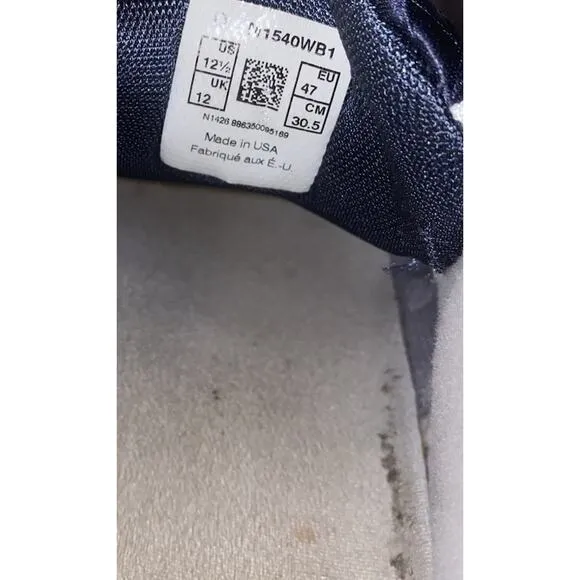 M1540WB1
US
12½
UK
12
EU
47
CM
30.5
N1426 886350095169
Made in USA
Fabriqué aux É.-U.